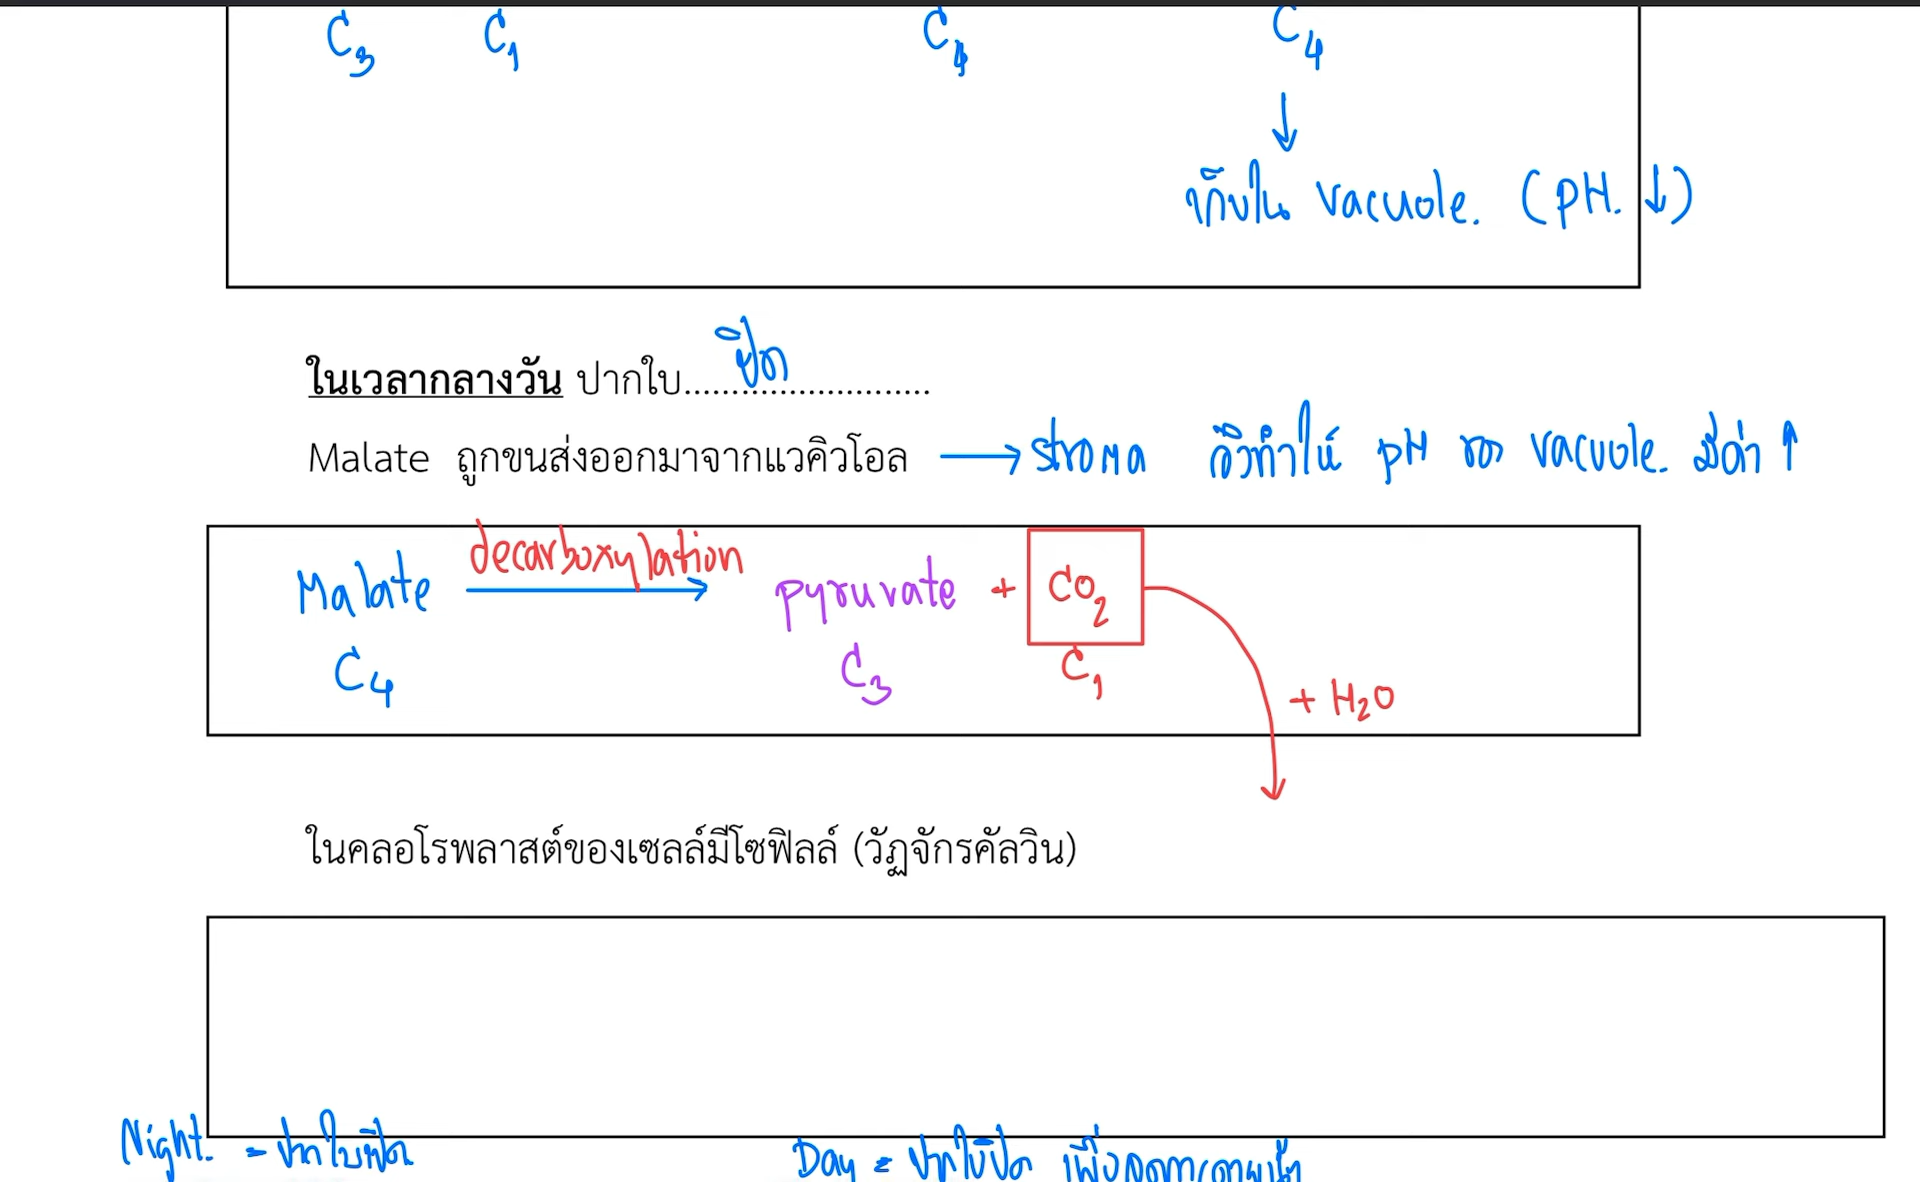 C3 C1 C4 C4
↓
เก็บใน vacuole. (pH. ↓)
ในเวลากลางวัน ปากใบ.....ปิด.....................
Malate ถูกขนส่งออกมาจากแวคิวโอล → stroma จึงทำให้ pH ของ vacuole. มีค่า ↑
decarboxylation
Malate → pyruvate + CO2
C4 C3 C1
+ H2O
ในคลอโรพลาสต์ของเซลล์มีโซฟิลล์ (วัฏจักรคัลวิน)
Night. = ปากใบเปิด Day = ปากใบปิด เพื่อลดการคายน้ำ